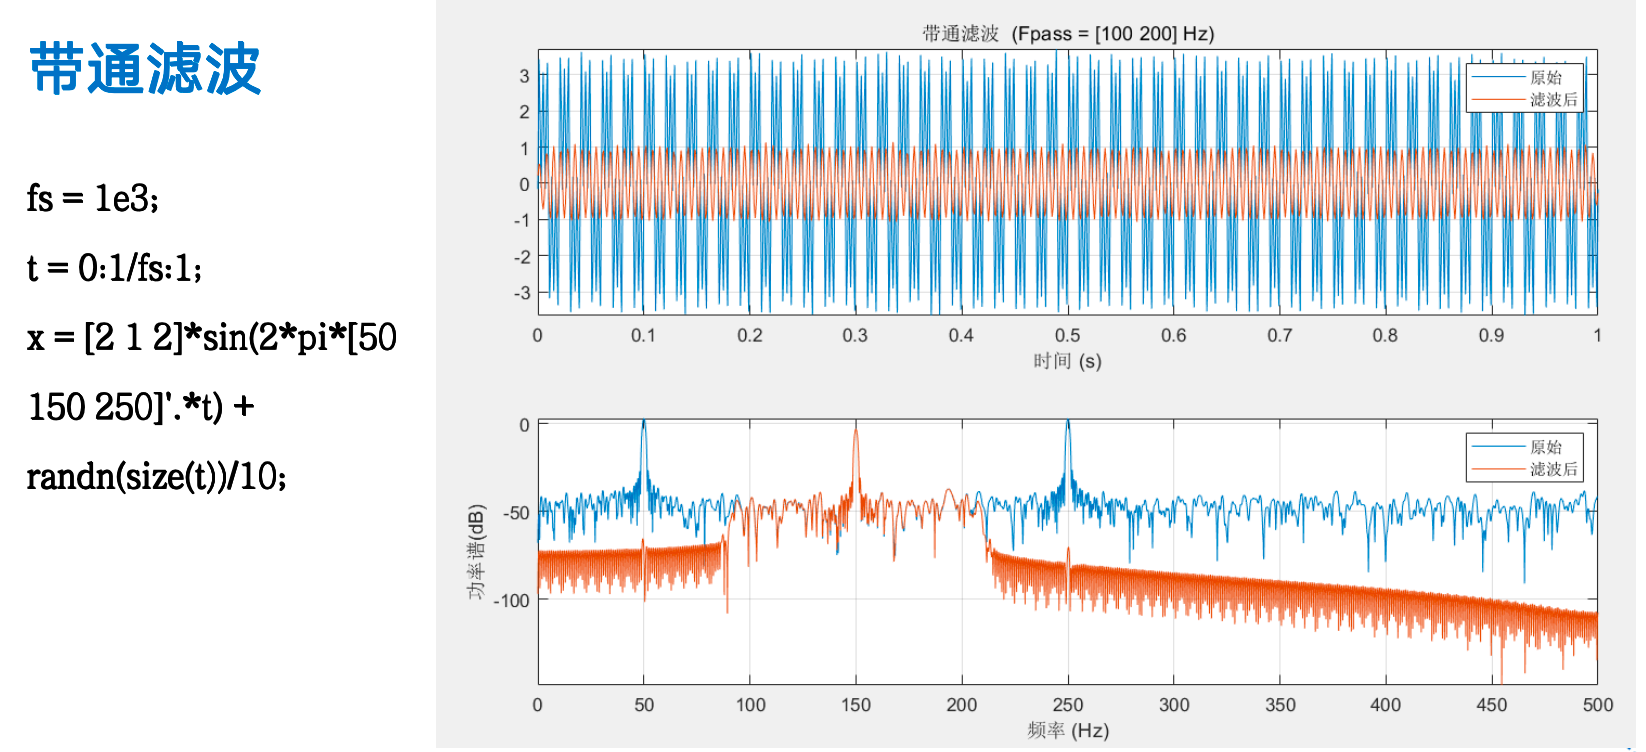 带通滤波
fs = 1e3;
t = 0:1/fs:1;
x = [2 1 2]*sin(2*pi*[50
150 250]'.*t) +
randn(size(t))/10;
带通滤波 (Fpass = [100 200] Hz)
原始
滤波后
3
2
1
0
-1
-2
-3
0 0.1 0.2 0.3 0.4 0.5 0.6 0.7 0.8 0.9 1
时间 (s)
原始
滤波后
功率谱(dB)
0
-50
-100
0 50 100 150 200 250 300 350 400 450 500
频率 (Hz)